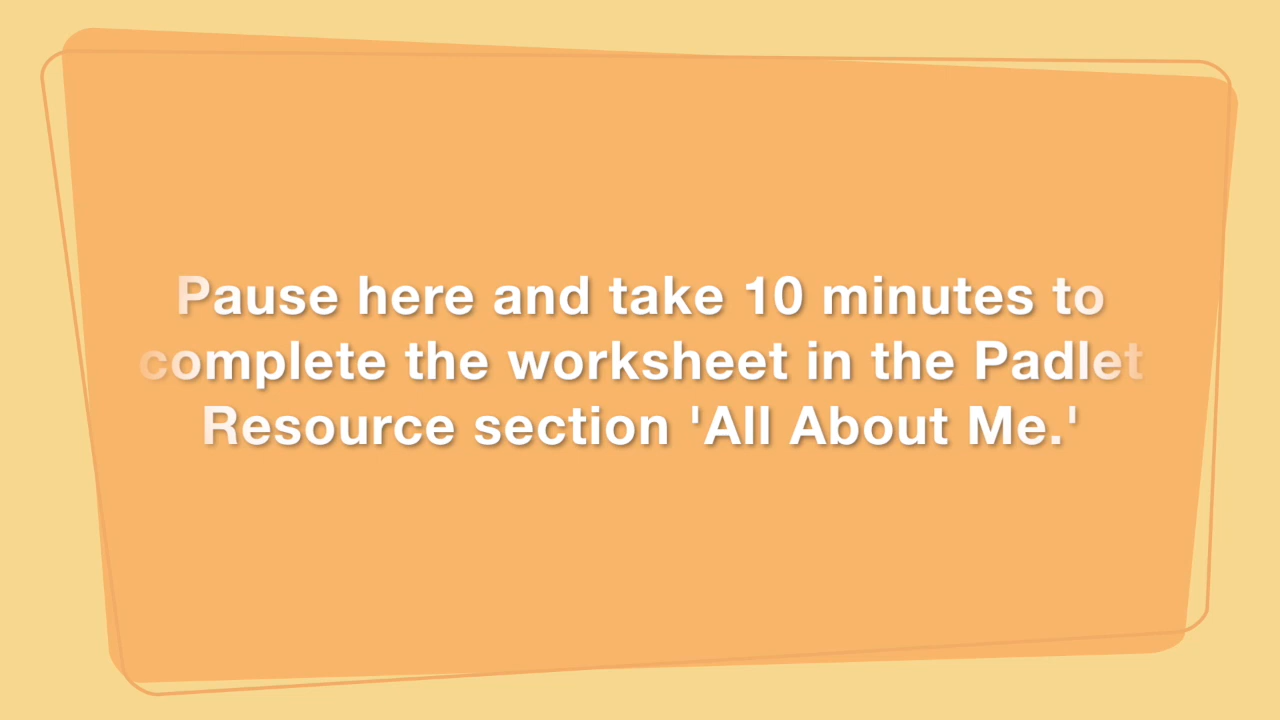 Pause here and take 10 minutes to
complete the worksheet in the Padlet
Resource section 'All About Me.'